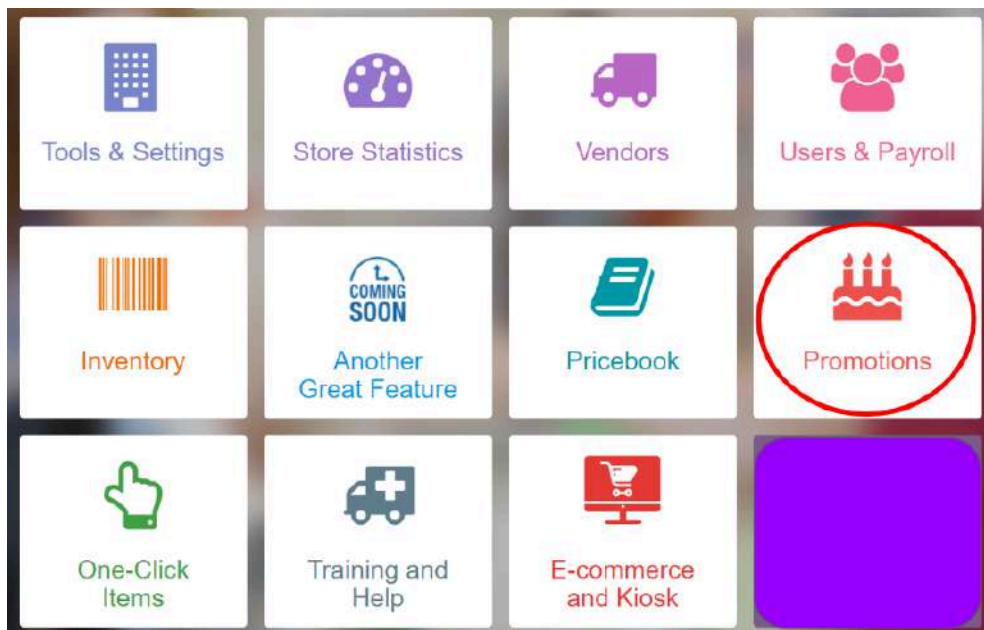 Tools & Settings
Store Statistics
Vendors
Users & Payroll
COMING
SOON
Inventory
Another
Great Feature
Pricebook
Promotions
One-Click
Items
Training and
Help
E-commerce
and Kiosk